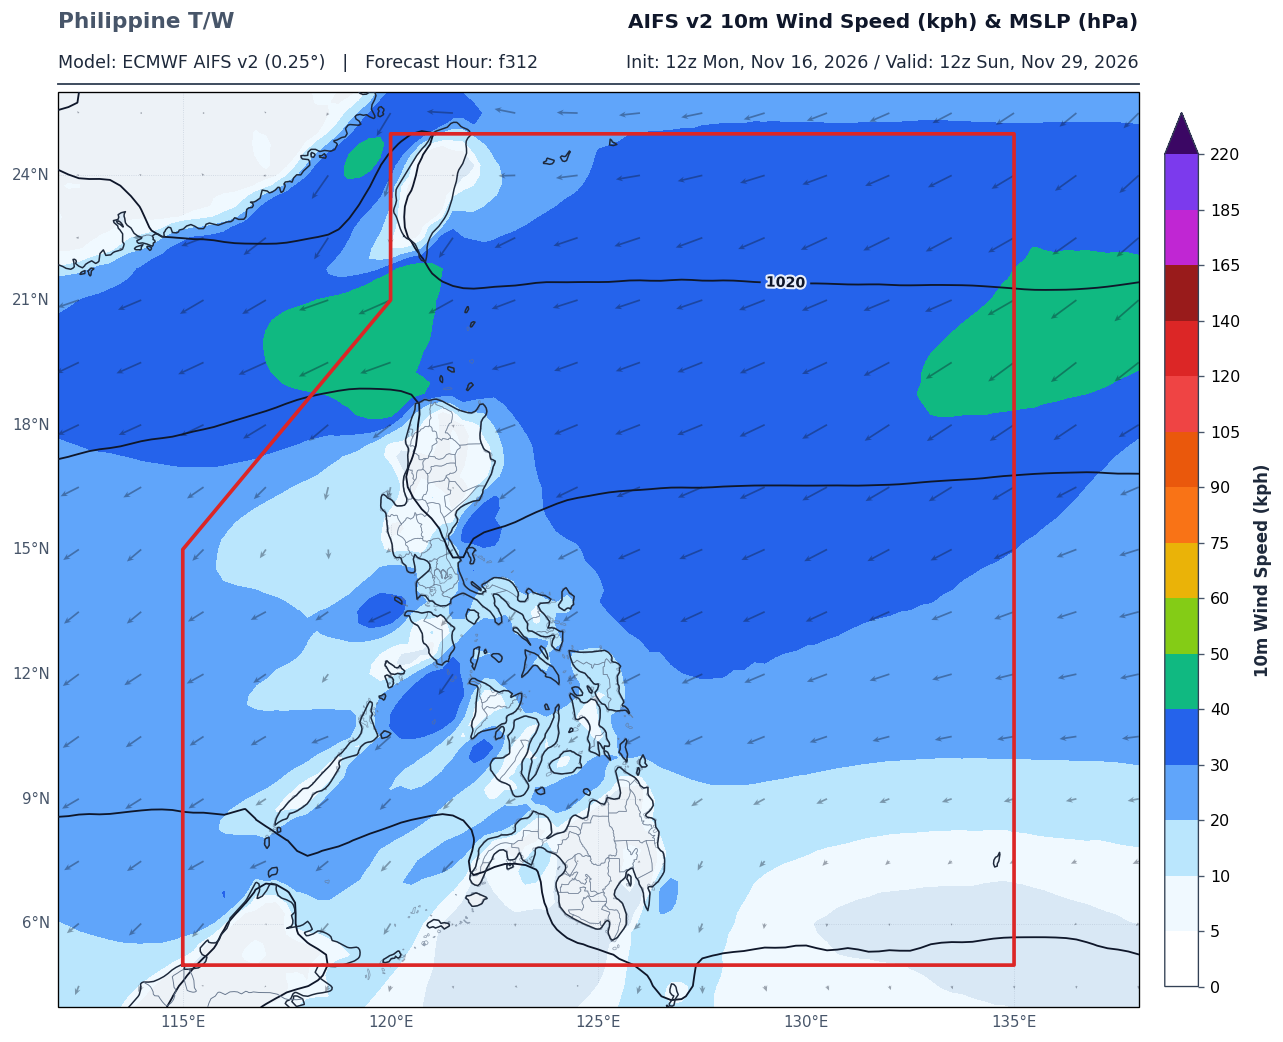 Philippine T/W
AIFS v2 10m Wind Speed (kph) & MSLP (hPa)
Model: ECMWF AIFS v2 (0.25°) | Forecast Hour: f312
Init: 12z Mon, Nov 16, 2026 / Valid: 12z Sun, Nov 29, 2026
24°N
21°N
18°N
15°N
12°N
9°N
6°N
115°E
120°E
125°E
130°E
135°E
1020
220
185
165
140
120
105
90
75
60
50
40
30
20
10
5
0
10m Wind Speed (kph)